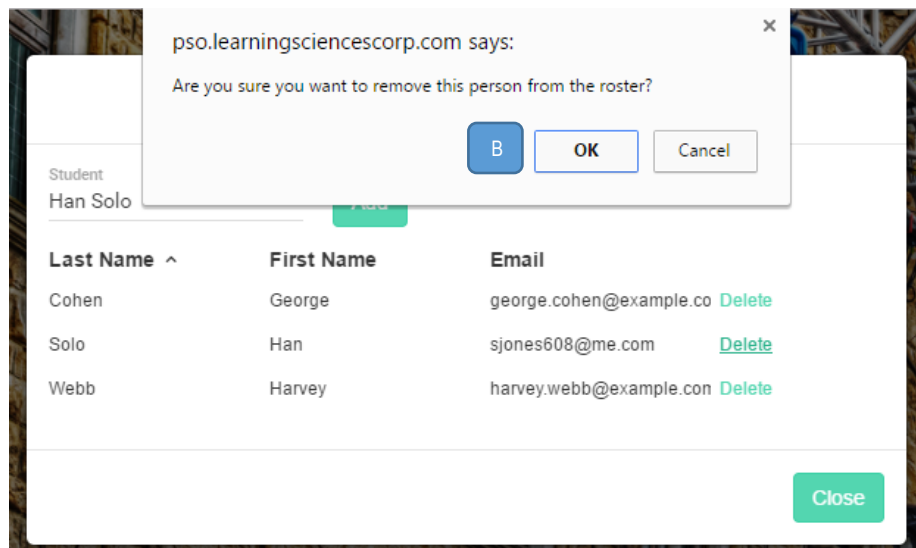 pso.learningsciencescorp.com says:
Are you sure you want to remove this person from the roster?
B OK Cancel
Student
Han Solo Add
Last Name First Name Email
Cohen George george.cohen@example.co Delete
Solo Han sjones608@me.com Delete
Webb Harvey harvey.webb@example.con Delete
Close